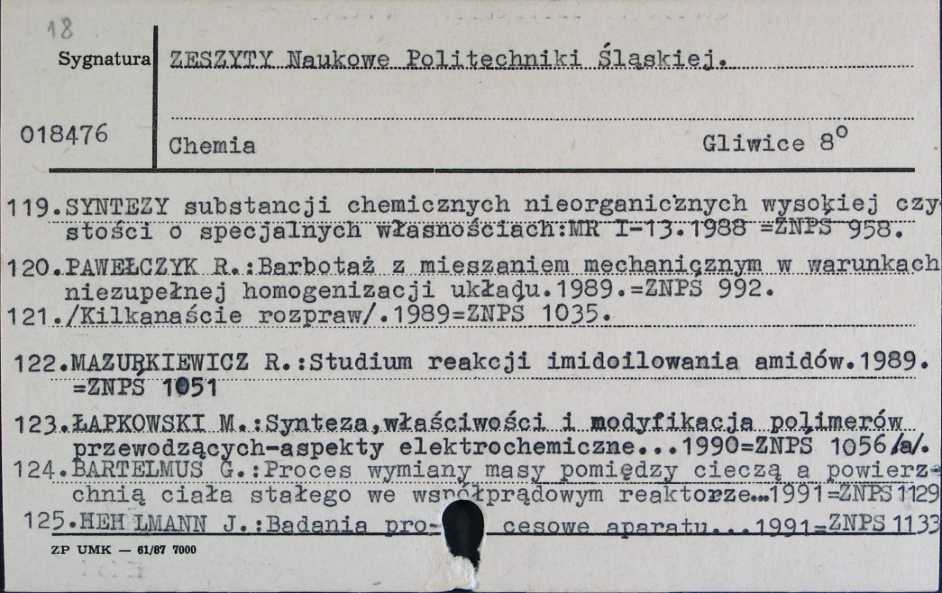 18
Sygnatura ZESZYTY Naukowe Politechniki Śląskiej.
018476 Chemia Gliwice 8°
119.SYNTEZY substancji chemicznych nieorganicznych wysokiej czy-
stości o specjalnych własnościach:MR I-13.1988 =ZNPS 958.
120.PAWEŁCZYK R.:Barbotaż z mieszaniem mechanicznym w warunkach
niezupełnej homogenizacji układu.1989.=ZNPS 992.
121./Kilkanaście rozpraw/.1989=ZNPS 1035.
122.MAZURKIEWICZ R.:Studium reakcji imidoilowania amidów.1989.
=ZNPS 1051
123.ŁAPKOWSKI M.:Synteza,właściwości i modyfikacja polimerów
przewodzących-aspekty elektrochemiczne...1990=ZNPS 1056/a/.
124.BARTELMUS G.:Proces wymiany masy pomiędzy cieczą a powierz-
chnią ciała stałego we współprądowym reaktorze...1991=ZNPS 1129
125.HEH LMANN J.:Badania pro- cesowe aparatu...1991=ZNPS 1133
ZP UMK — 61/87 7000